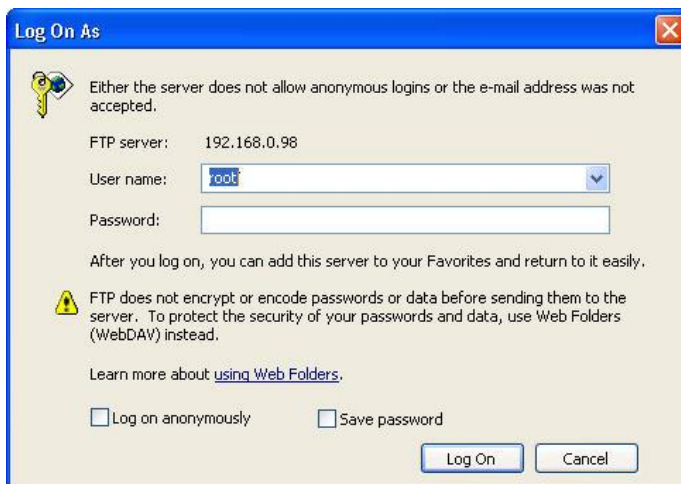 Log On As
Either the server does not allow anonymous logins or the e-mail address was not
accepted.
FTP server: 192.168.0.98
User name: root
Password:
After you log on, you can add this server to your Favorites and return to it easily.
FTP does not encrypt or encode passwords or data before sending them to the
server. To protect the security of your passwords and data, use Web Folders
(WebDAV) instead.
Learn more about using Web Folders.
Log on anonymously Save password
Log On Cancel